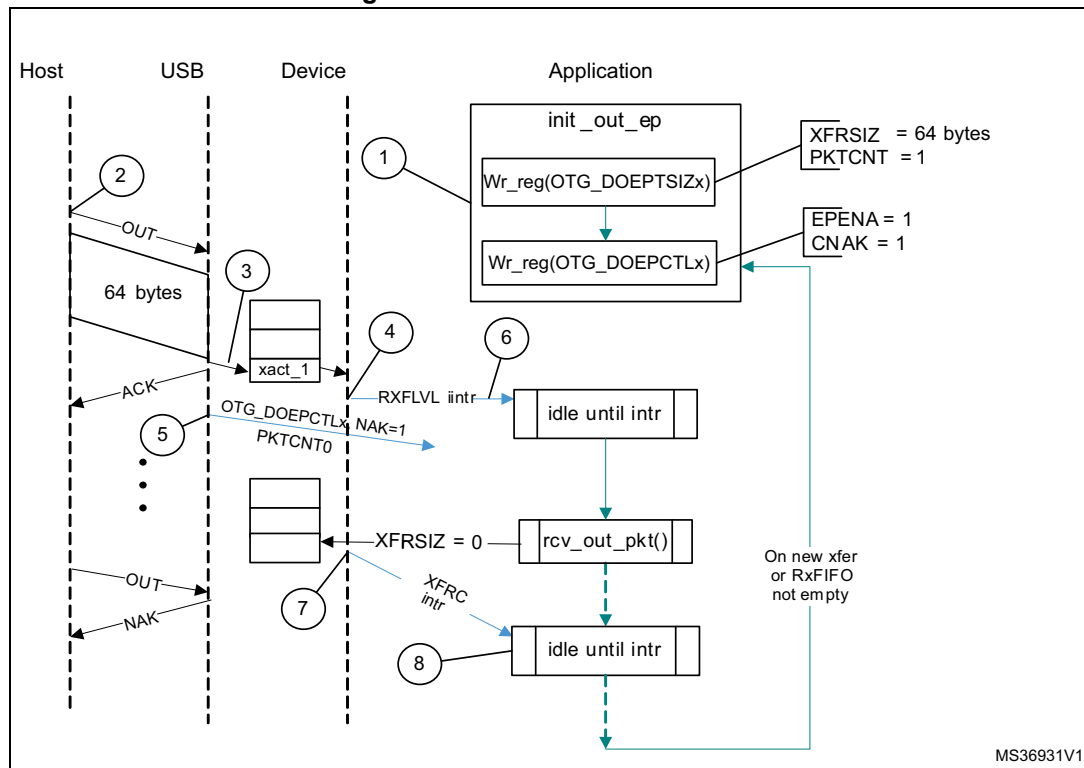 Host
USB
Device
Application
init_out_ep
1
Wr_reg(OTG_DOEPTSIZx)
XFRSIZ = 64 bytes
PKTCNT = 1
Wr_reg(OTG_DOEPCTLx)
EPENA = 1
CNAK = 1
2
OUT
64 bytes
3
xact_1
ACK
4
RXFLVL iintr
6
idle until intr
5
OTG_DOEPCTLx, NAK=1
PKTCNT0
XFRSIZ = 0
rcv_out_pkt()
On new xfer
or RxFIFO
not empty
OUT
NAK
7
XFRC
intr
8
idle until intr
MS36931V1